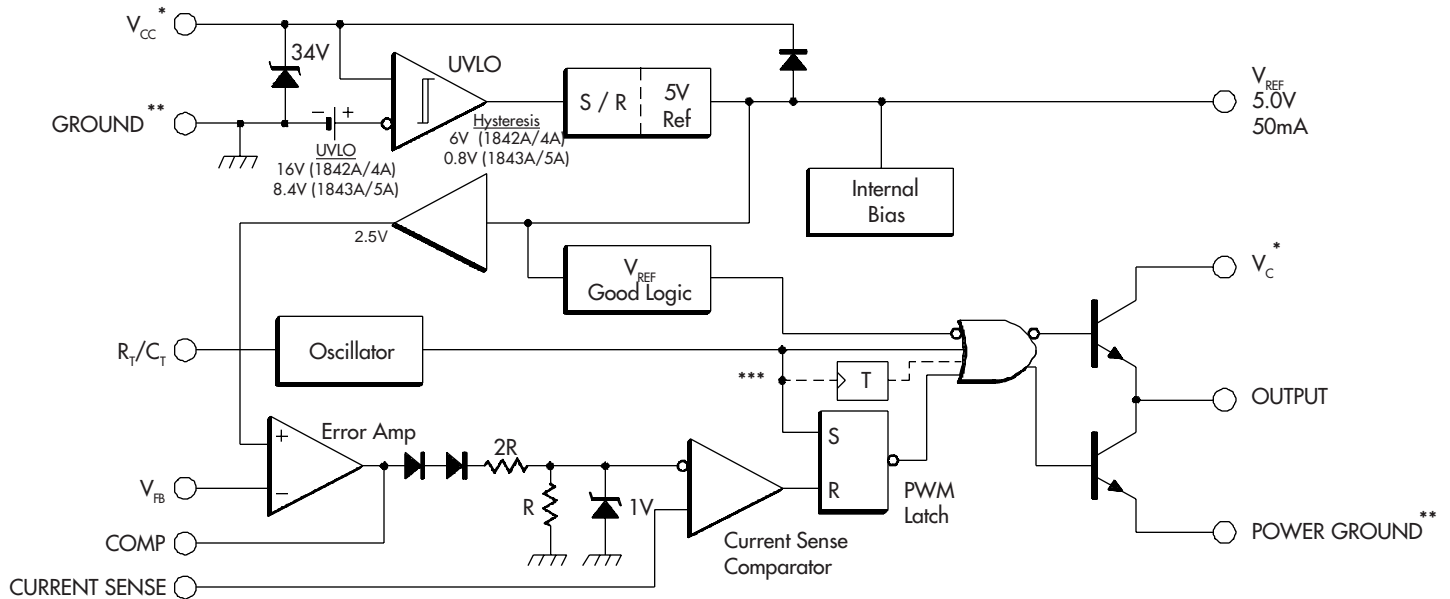 VCC*
34V
UVLO
S / R
5V
Ref
VREF
5.0V
50mA
GROUND**
− +
Hysteresis
6V (1842A/4A)
0.8V (1843A/5A)
UVLO
16V (1842A/4A)
8.4V (1843A/5A)
Internal
Bias
2.5V
VREF
Good Logic
VC*
RT/CT
Oscillator
***
T
OUTPUT
Error Amp
+
−
2R
S
R
VFB
R
1V
PWM
Latch
COMP
Current Sense
Comparator
POWER GROUND**
CURRENT SENSE